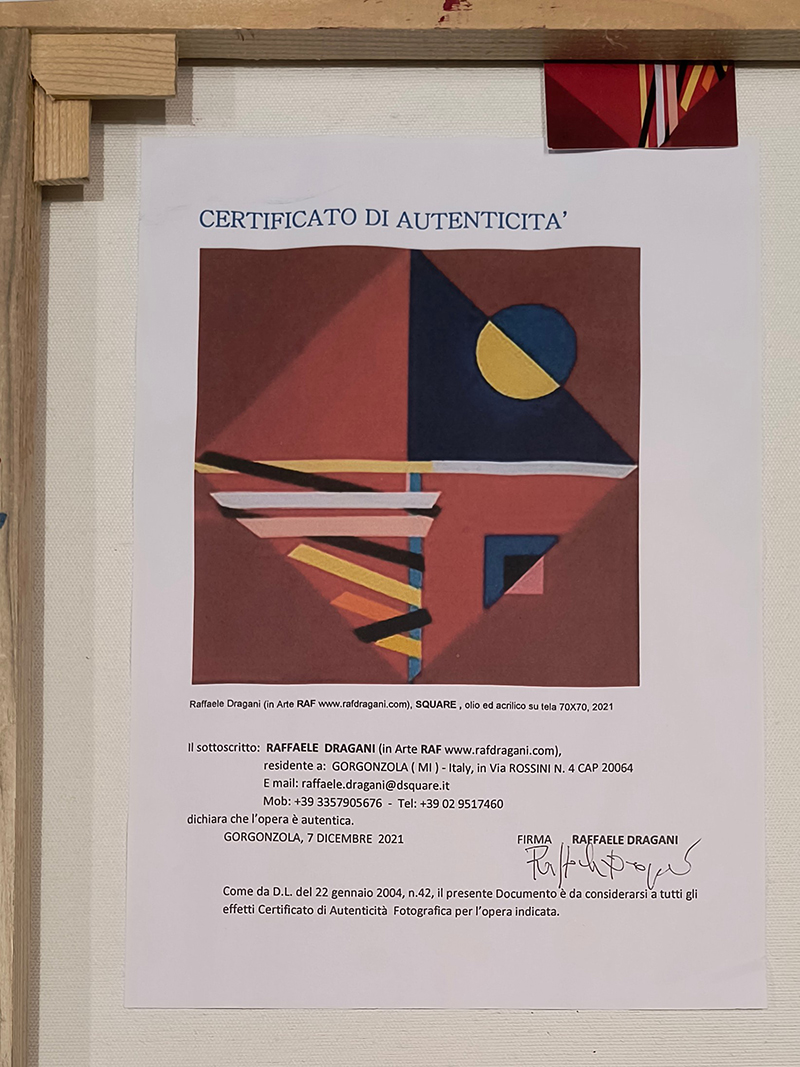 CERTIFICATO DI AUTENTICITA’
Raffaele Dragani (in Arte RAF www.rafdragani.com), SQUARE , olio ed acrilico su tela 70X70, 2021
Il sottoscritto: RAFFAELE DRAGANI (in Arte RAF www.rafdragani.com),
residente a: GORGONZOLA ( MI ) - Italy, in Via ROSSINI N. 4 CAP 20064
E mail: raffaele.dragani@dsquare.it
Mob: +39 3357905676 - Tel: +39 02 9517460
dichiara che l’opera è autentica.
GORGONZOLA, 7 DICEMBRE 2021
FIRMA RAFFAELE DRAGANI
Raffaele Dragani
Come da D.L. del 22 gennaio 2004, n.42, il presente Documento è da considerarsi a tutti gli
effetti Certificato di Autenticità Fotografica per l’opera indicata.